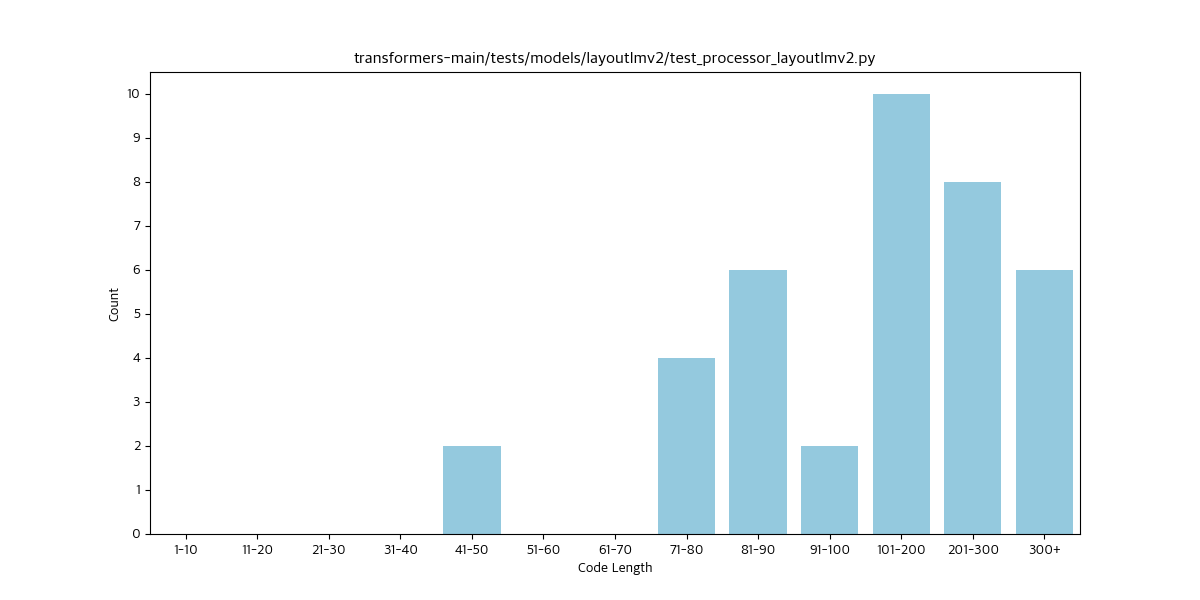 transformers-main/tests/models/layoutlmv2/test_processor_layoutlmv2.py
10
9
8
7
6
5
4
3
2
1
0
Count
1-10 11-20 21-30 31-40 41-50 51-60 61-70 71-80 81-90 91-100 101-200 201-300 300+
Code Length